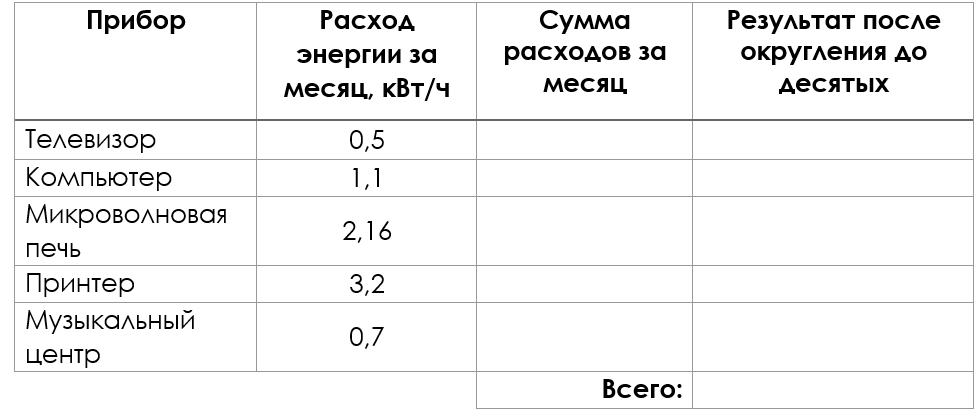 Прибор
Расход
энергии за
месяц, кВт/ч
Сумма
расходов за
месяц
Результат после
округления до
десятых
Телевизор
0,5
Компьютер
1,1
Микроволновая
печь
2,16
Принтер
3,2
Музыкальный
центр
0,7
Всего: